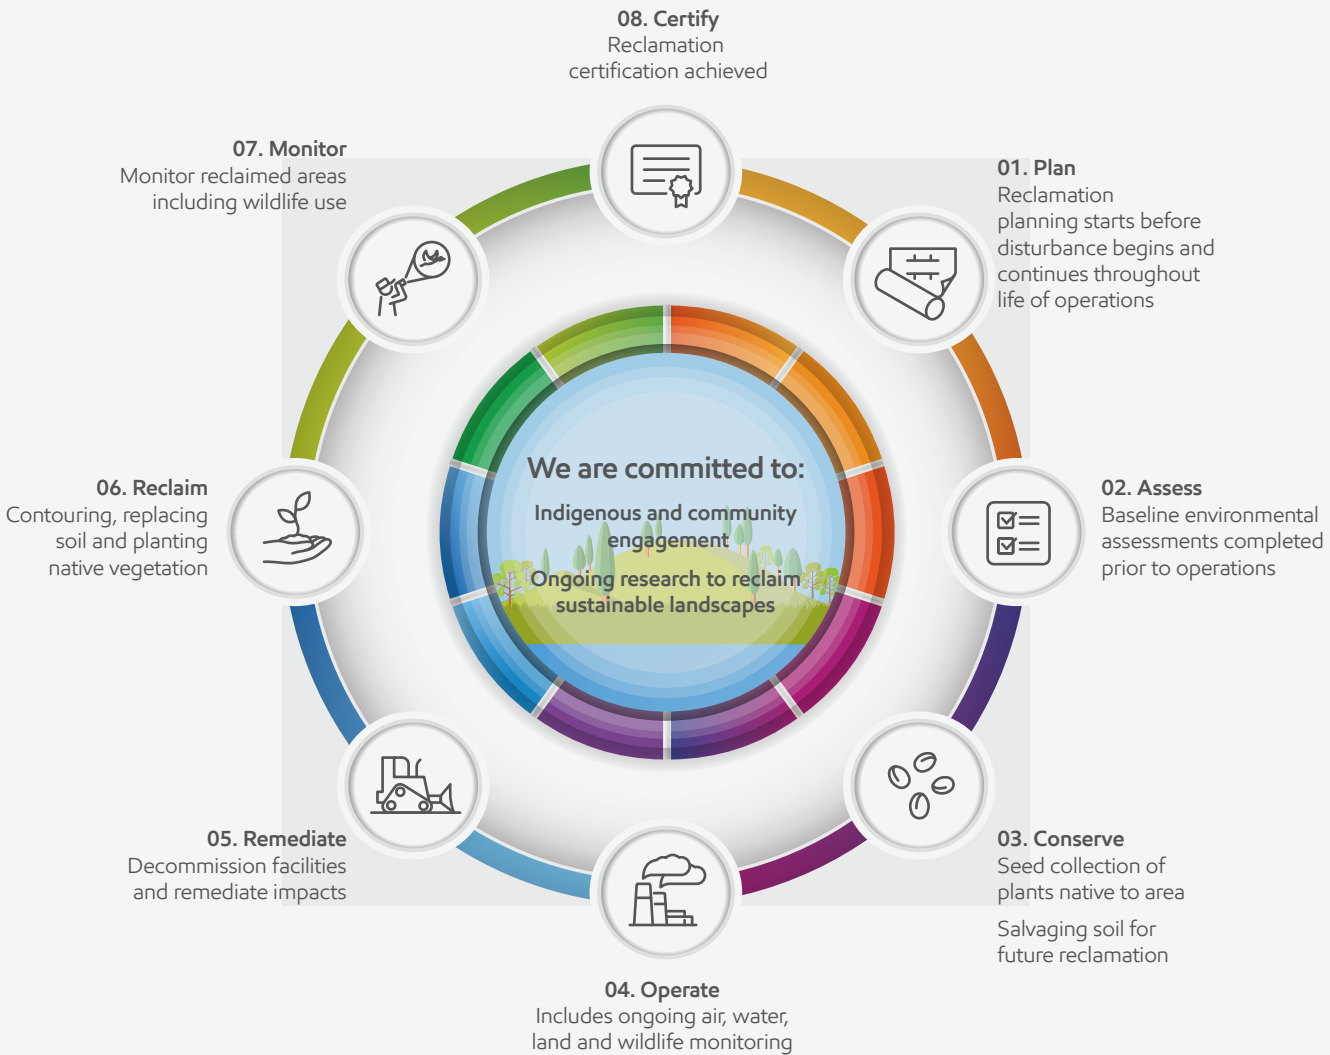 08. Certify
Reclamation
certification achieved
01. Plan
Reclamation
planning starts before
disturbance begins and
continues throughout
life of operations
02. Assess
Baseline environmental
assessments completed
prior to operations
03. Conserve
Seed collection of
plants native to area
Salvaging soil for
future reclamation
04. Operate
Includes ongoing air, water,
land and wildlife monitoring
05. Remediate
Decommission facilities
and remediate impacts
06. Reclaim
Contouring, replacing
soil and planting
native vegetation
07. Monitor
Monitor reclaimed areas
including wildlife use
We are committed to:
Indigenous and community
engagement
Ongoing research to reclaim
sustainable landscapes